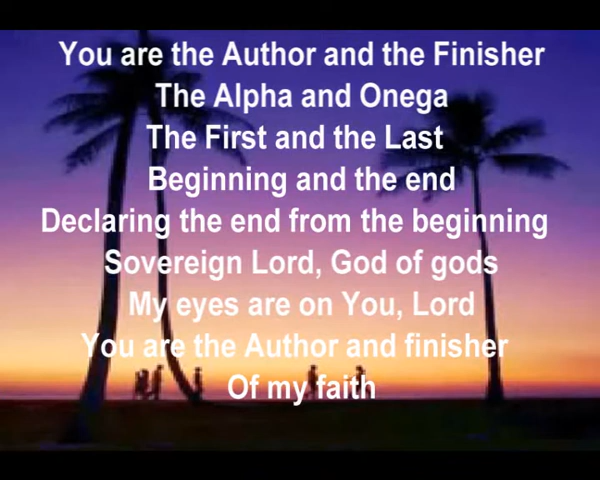 You are the Author and the Finisher
The Alpha and Onega
The First and the Last
Beginning and the end
Declaring the end from the beginning
Sovereign Lord, God of gods
My eyes are on You, Lord
You are the Author and finisher
Of my faith